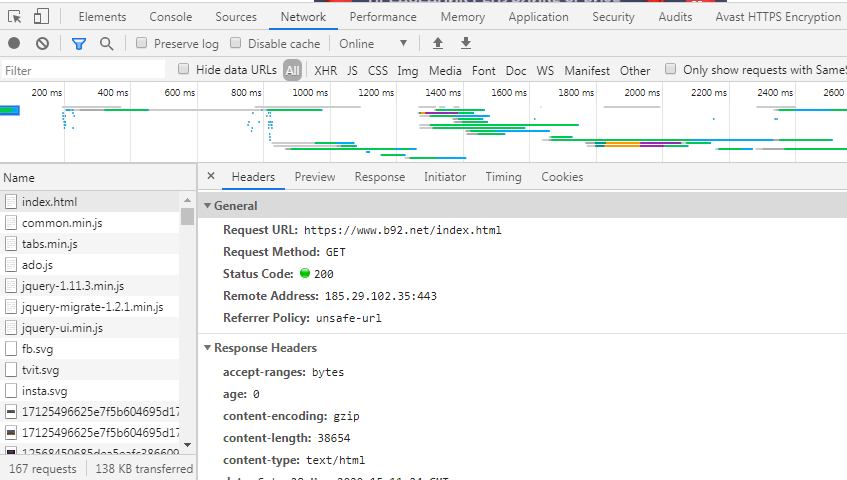 Elements Console Sources Network Performance Memory Application Security Audits Avast HTTPS Encryption
Preserve log Disable cache Online
Filter Hide data URLs All XHR JS CSS Img Media Font Doc WS Manifest Other Only show requests with SameS
200 ms 400 ms 600 ms 800 ms 1000 ms 1200 ms 1400 ms 1600 ms 1800 ms 2000 ms 2200 ms 2400 ms 2600
Name
index.html
common.min.js
tabs.min.js
ado.js
jquery-1.11.3.min.js
jquery-migrate-1.2.1.min.js
jquery-ui.min.js
fb.svg
tvit.svg
insta.svg
17125496625e7f5b604695d17
17125496625e7f5b604695d17
167 requests 138 KB transferred
× Headers Preview Response Initiator Timing Cookies
General
Request URL: https://www.b92.net/index.html
Request Method: GET
Status Code: 200
Remote Address: 185.29.102.35:443
Referrer Policy: unsafe-url
Response Headers
accept-ranges: bytes
age: 0
content-encoding: gzip
content-length: 38654
content-type: text/html